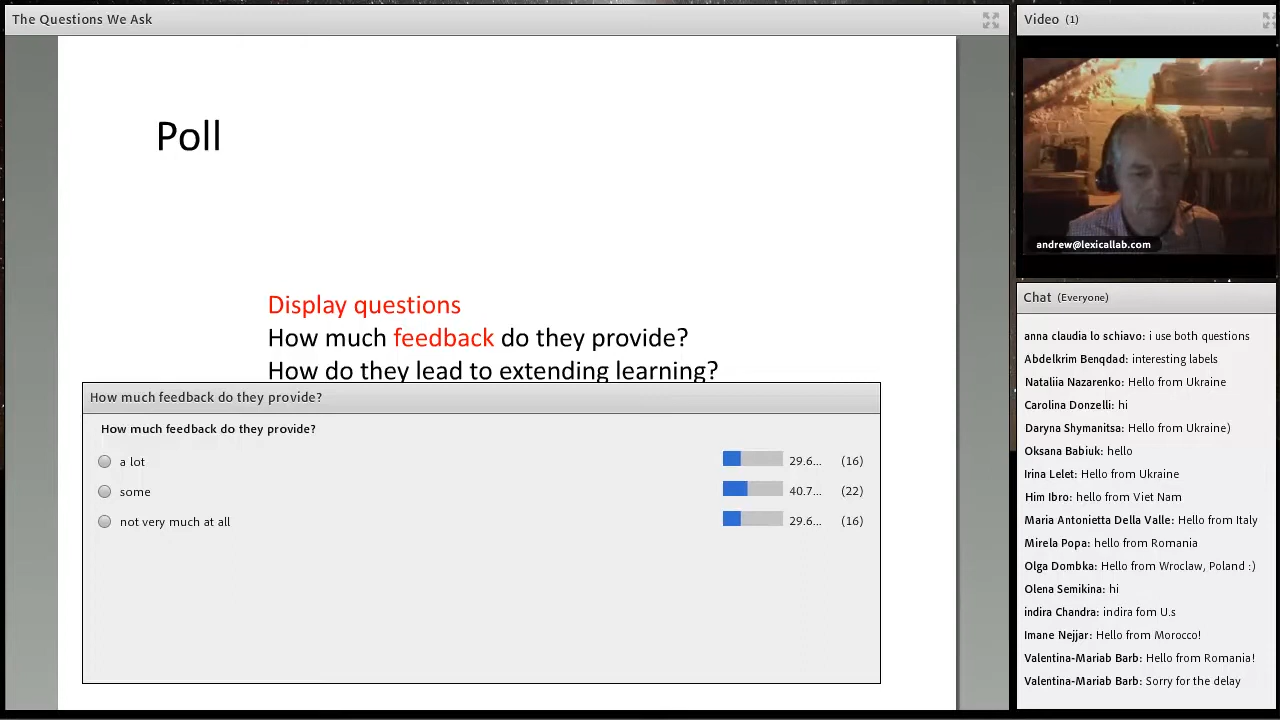 The Questions We Ask
Poll
Display questions
How much feedback do they provide?
How do they lead to extending learning?
How much feedback do they provide?
How much feedback do they provide?
a lot 29.6... (16)
some 40.7... (22)
not very much at all 29.6... (16)
Video (1)
andrew@lexicallab.com
Chat (Everyone)
anna claudia lo schiavo: i use both questions
Abdelkrim Benqdad: interesting labels
Nataliia Nazarenko: Hello from Ukraine
Carolina Donzelli: hi
Daryna Shymanitsa: Hello from Ukraine)
Oksana Babiuk: hello
Irina Lelet: Hello from Ukraine
Him Ibro: hello from Viet Nam
Maria Antonietta Della Valle: Hello from Italy
Mirela Popa: hello from Romania
Olga Dombka: Hello from Wroclaw, Poland :)
Olena Semikina: hi
indira Chandra: indira fom U.s
Imane Nejjar: Hello from Morocco!
Valentina-Mariab Barb: Hello from Romania!
Valentina-Mariab Barb: Sorry for the delay